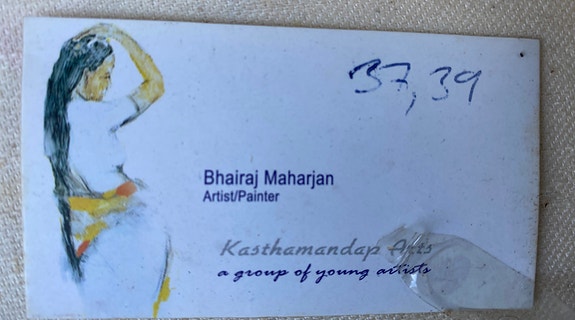 37,39
Bhairaj Maharjan
Artist/Painter
Kasthamandap Arts
a group of young artists